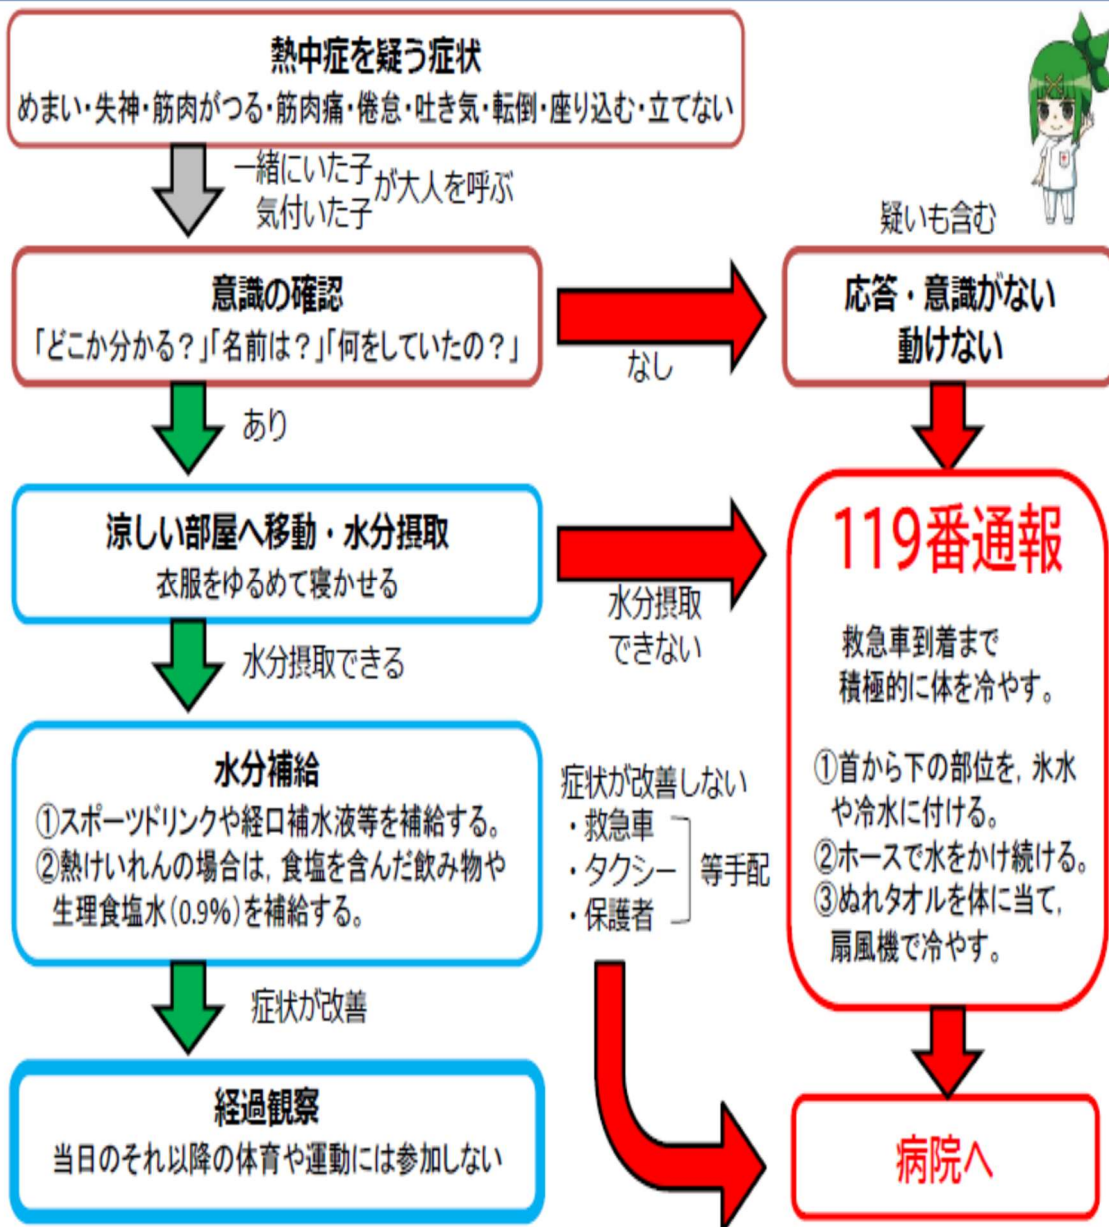 熱中症を疑う症状
めまい・失神・筋肉がつる・筋肉痛・倦怠・吐き気・転倒・座り込む・立てない
一緒にいた子
気付いた子
が大人を呼ぶ
意識の確認
「どこか分かる？」「名前は？」「何をしていたの？」
なし
疑いも含む
応答・意識がない
動けない
あり
涼しい部屋へ移動・水分摂取
衣服をゆるめて寝かせる
水分摂取
できない
水分摂取できる
119番通報
救急車到着まで
積極的に体を冷やす。
①首から下の部位を，氷水
や冷水に付ける。
②ホースで水をかけ続ける。
③ぬれタオルを体に当て，
扇風機で冷やす。
水分補給
①スポーツドリンクや経口補水液等を補給する。
②熱けいれんの場合は，食塩を含んだ飲み物や
生理食塩水（0.9%）を補給する。
症状が改善しない
・救急車
・タクシー
・保護者
等手配
症状が改善
経過観察
当日のそれ以降の体育や運動には参加しない
病院へ